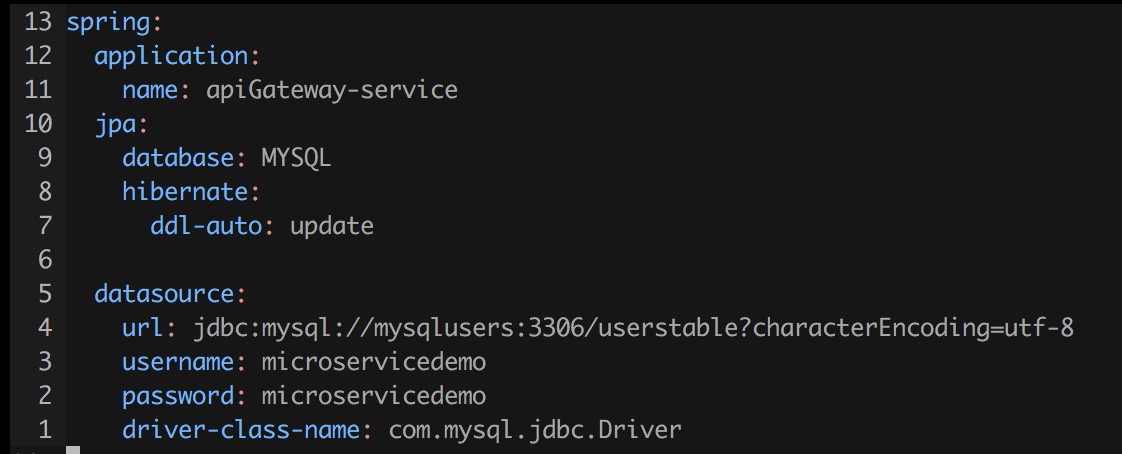 13 spring:
12   application:
11     name: apiGateway-service
10   jpa:
9     database: MYSQL
8     hibernate:
7       ddl-auto: update
6
5   datasource:
4     url: jdbc:mysql://mysqlusers:3306/userstable?characterEncoding=utf-8
3     username: microservicedemo
2     password: microservicedemo
1     driver-class-name: com.mysql.jdbc.Driver